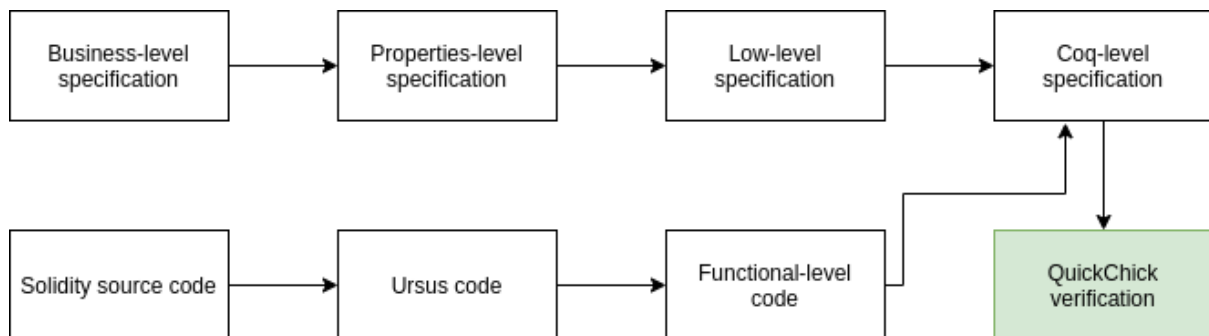 Business-level
specification
Properties-level
specification
Low-level
specification
Coq-level
specification
Solidity source code
Ursus code
Functional-level
code
QuickChick
verification